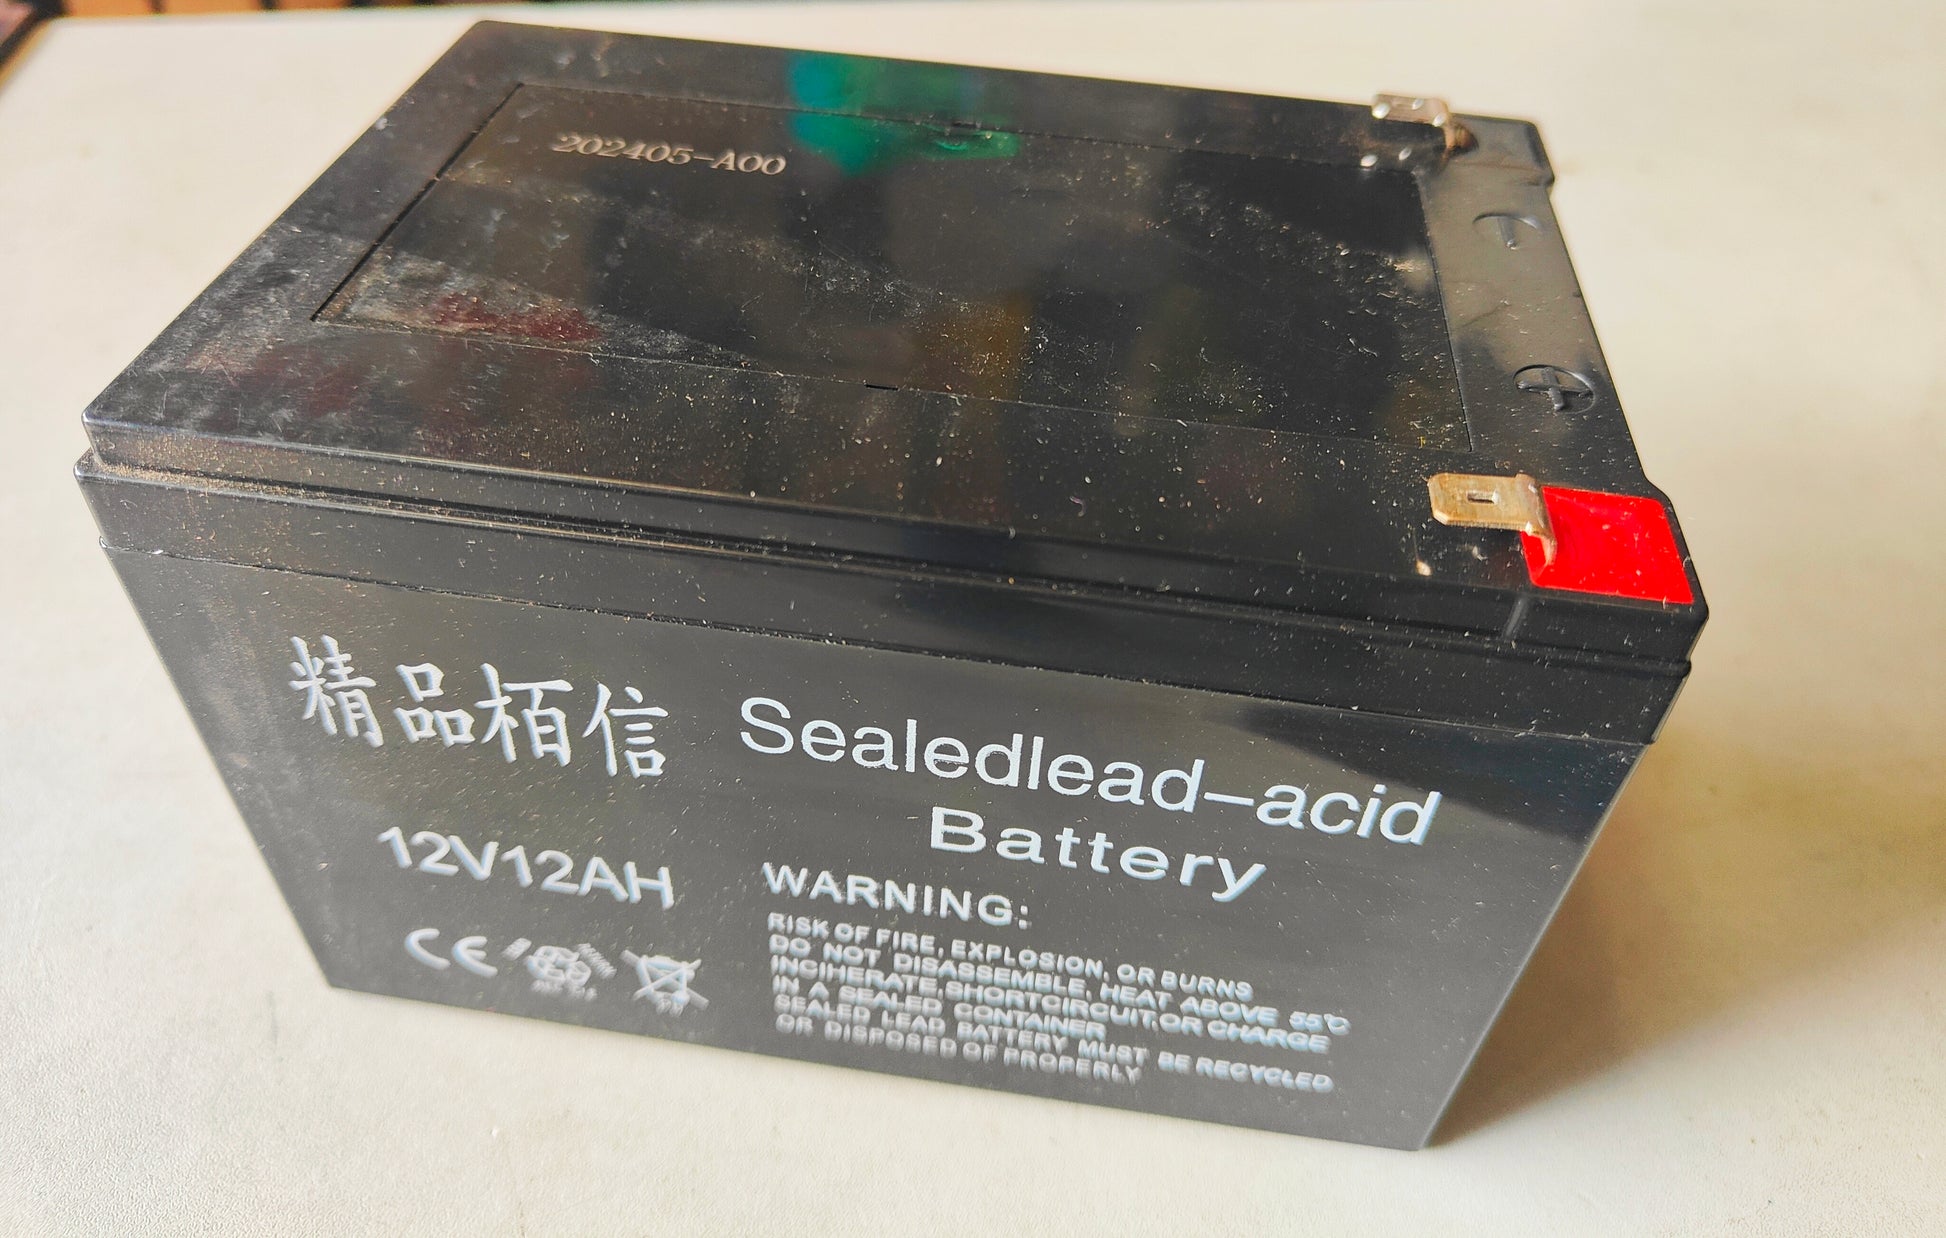 202405-A00
精品栢信
Sealedlead-acid
Battery
12V12AH
WARNING:
RISK OF FIRE, EXPLOSION, OR BURNS
DO NOT DISASSEMBLE, HEAT ABOVE 55℃
INCIHERATE,SHORTCIRCUIT,OR CHARGE
IN A SEALED CONTAINER
SEALED LEAD BATTERY MUST BE RECYCLED
OR DISPOSED OF PROPERLY
CE